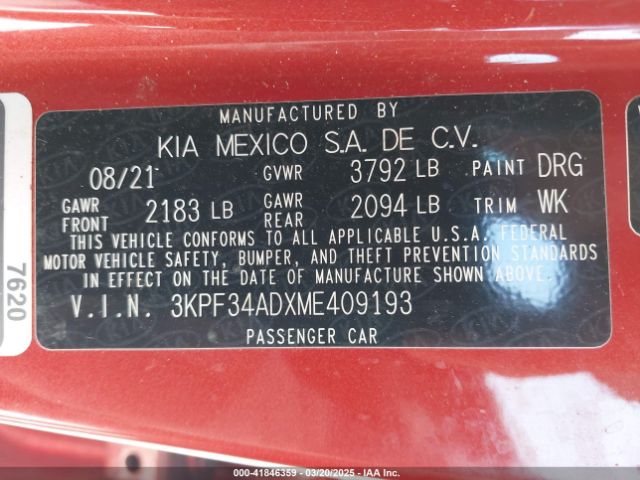 MANUFACTURED BY
KIA MEXICO S.A. DE C.V.
08/21 GVWR 3792 LB PAINT DRG
GAWR FRONT 2183 LB GAWR REAR 2094 LB TRIM WK
THIS VEHICLE CONFORMS TO ALL APPLICABLE U.S.A. FEDERAL
MOTOR VEHICLE SAFETY, BUMPER, AND THEFT PREVENTION STANDARDS
IN EFFECT ON THE DATE OF MANUFACTURE SHOWN ABOVE.
V.I.N. 3KPF34ADXME409193
PASSENGER CAR
7620
00-41846359 | 03/20/2025 - IAA Inc.